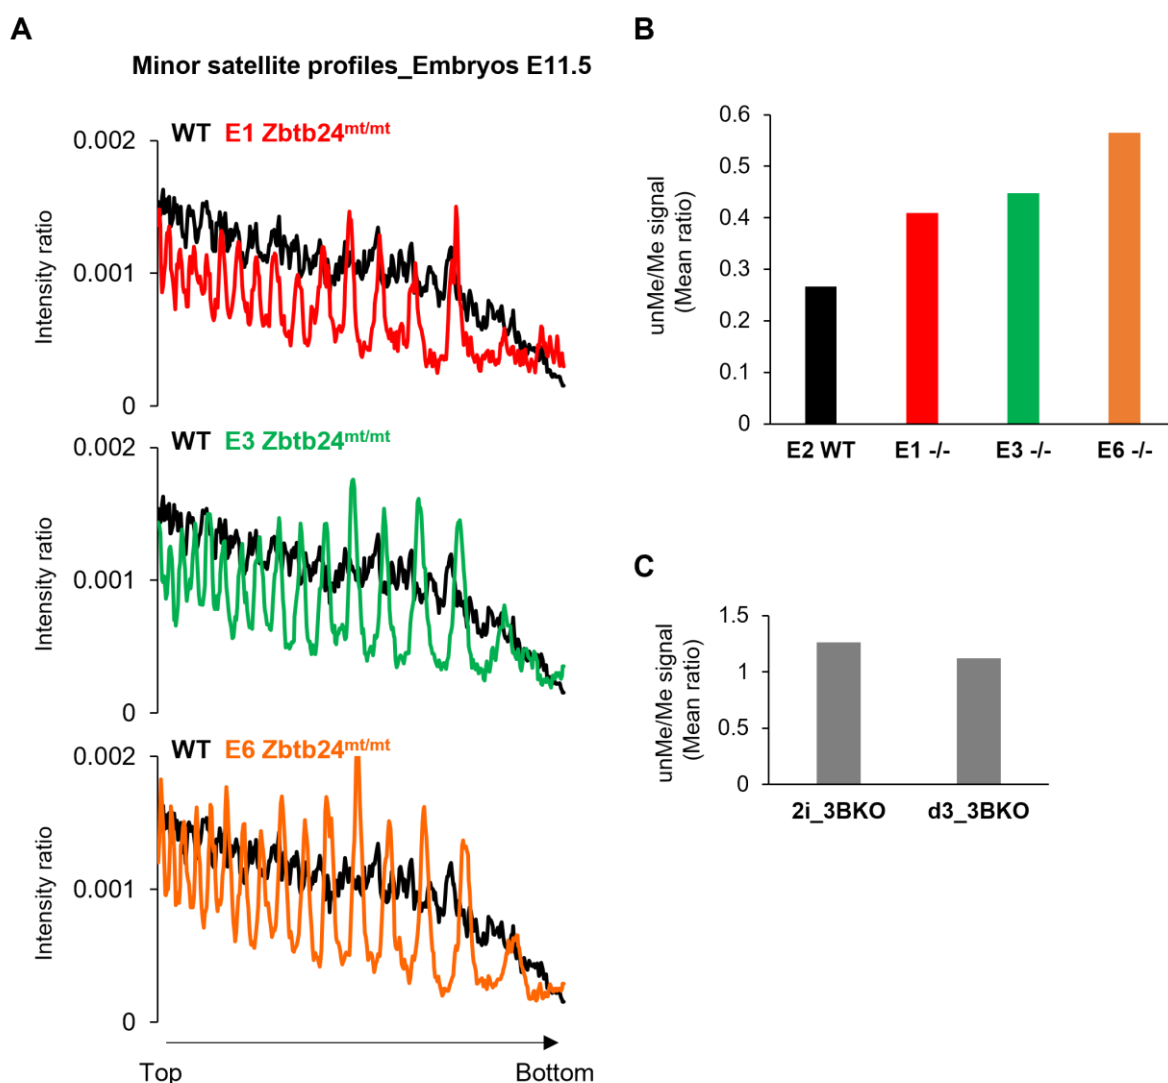 A
Minor satellite profiles_Embryos E11.5
WT E1 Zbtb24mt/mt
0.002
0.001
0
Intensity ratio
WT E3 Zbtb24mt/mt
0.002
0.001
0
Intensity ratio
WT E6 Zbtb24mt/mt
0.002
0.001
0
Intensity ratio
Top Bottom
B
unMe/Me signal
(Mean ratio)
0.6
0.5
0.4
0.3
0.2
0.1
0
E2 WT E1 -/- E3 -/- E6 -/-
C
unMe/Me signal
(Mean ratio)
1.5
1
0.5
0
2i_3BKO d3_3BKO